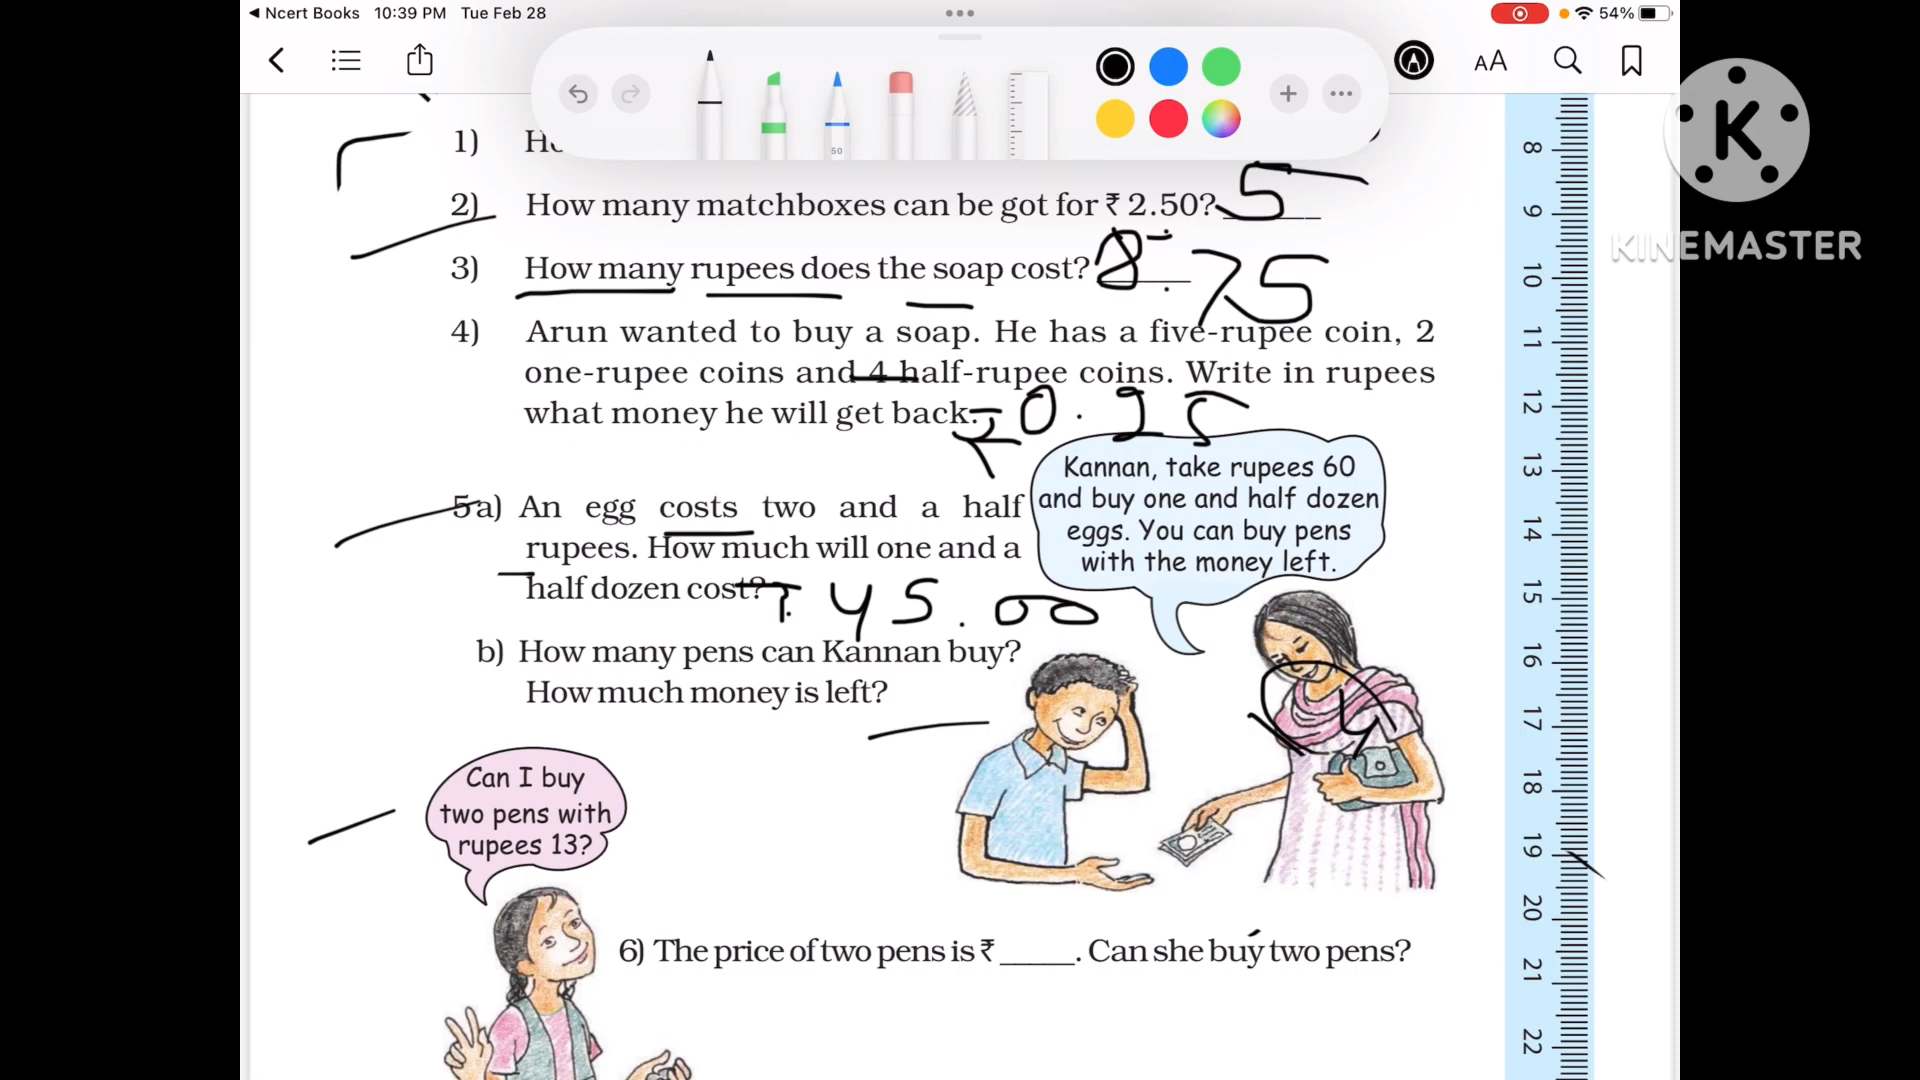 Ncert Books 10:39 PM Tue Feb 28
54%
AA
50
1)
2) How many matchboxes can be got for ₹ 2.50? 5
3) How many rupees does the soap cost? 8.75
4) Arun wanted to buy a soap. He has a five-rupee coin, 2
one-rupee coins and 4 half-rupee coins. Write in rupees
what money he will get back.
₹0.25
5a) An egg costs two and a half
rupees. How much will one and a
half dozen cost? ₹45.00
b) How many pens can Kannan buy?
How much money is left?
Kannan, take rupees 60
and buy one and half dozen
eggs. You can buy pens
with the money left.
Can I buy
two pens with
rupees 13?
6) The price of two pens is ₹_____. Can she buy two pens?
8
9
10
11
12
13
14
15
16
17
18
19
20
21
22
K
KINEMASTER